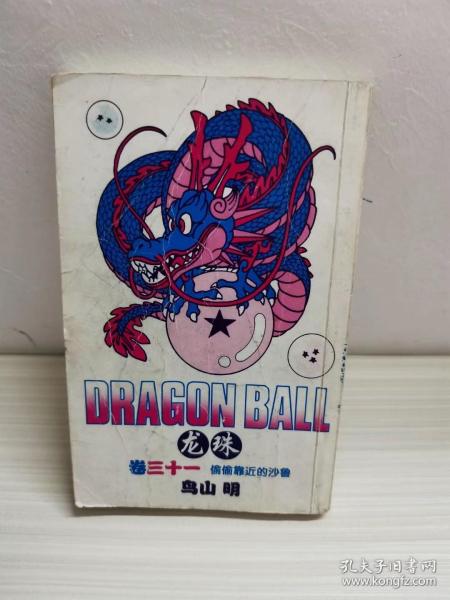 DRAGON BALL
龙珠
卷三十一 偷偷靠近的沙鲁
鸟山 明
孔夫子旧书网
www.kongfz.com